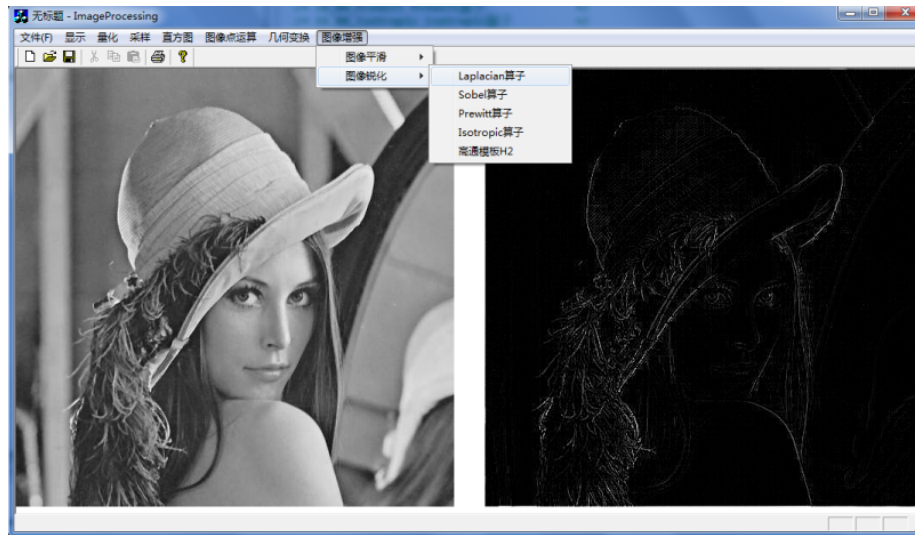 无标题 - ImageProcessing
文件(F) 显示 量化 采样 直方图 图像点运算 几何变换 图像增强
图像平滑
图像锐化
Laplacian算子
Sobel算子
Prewitt算子
Isotropic算子
高通模板H2